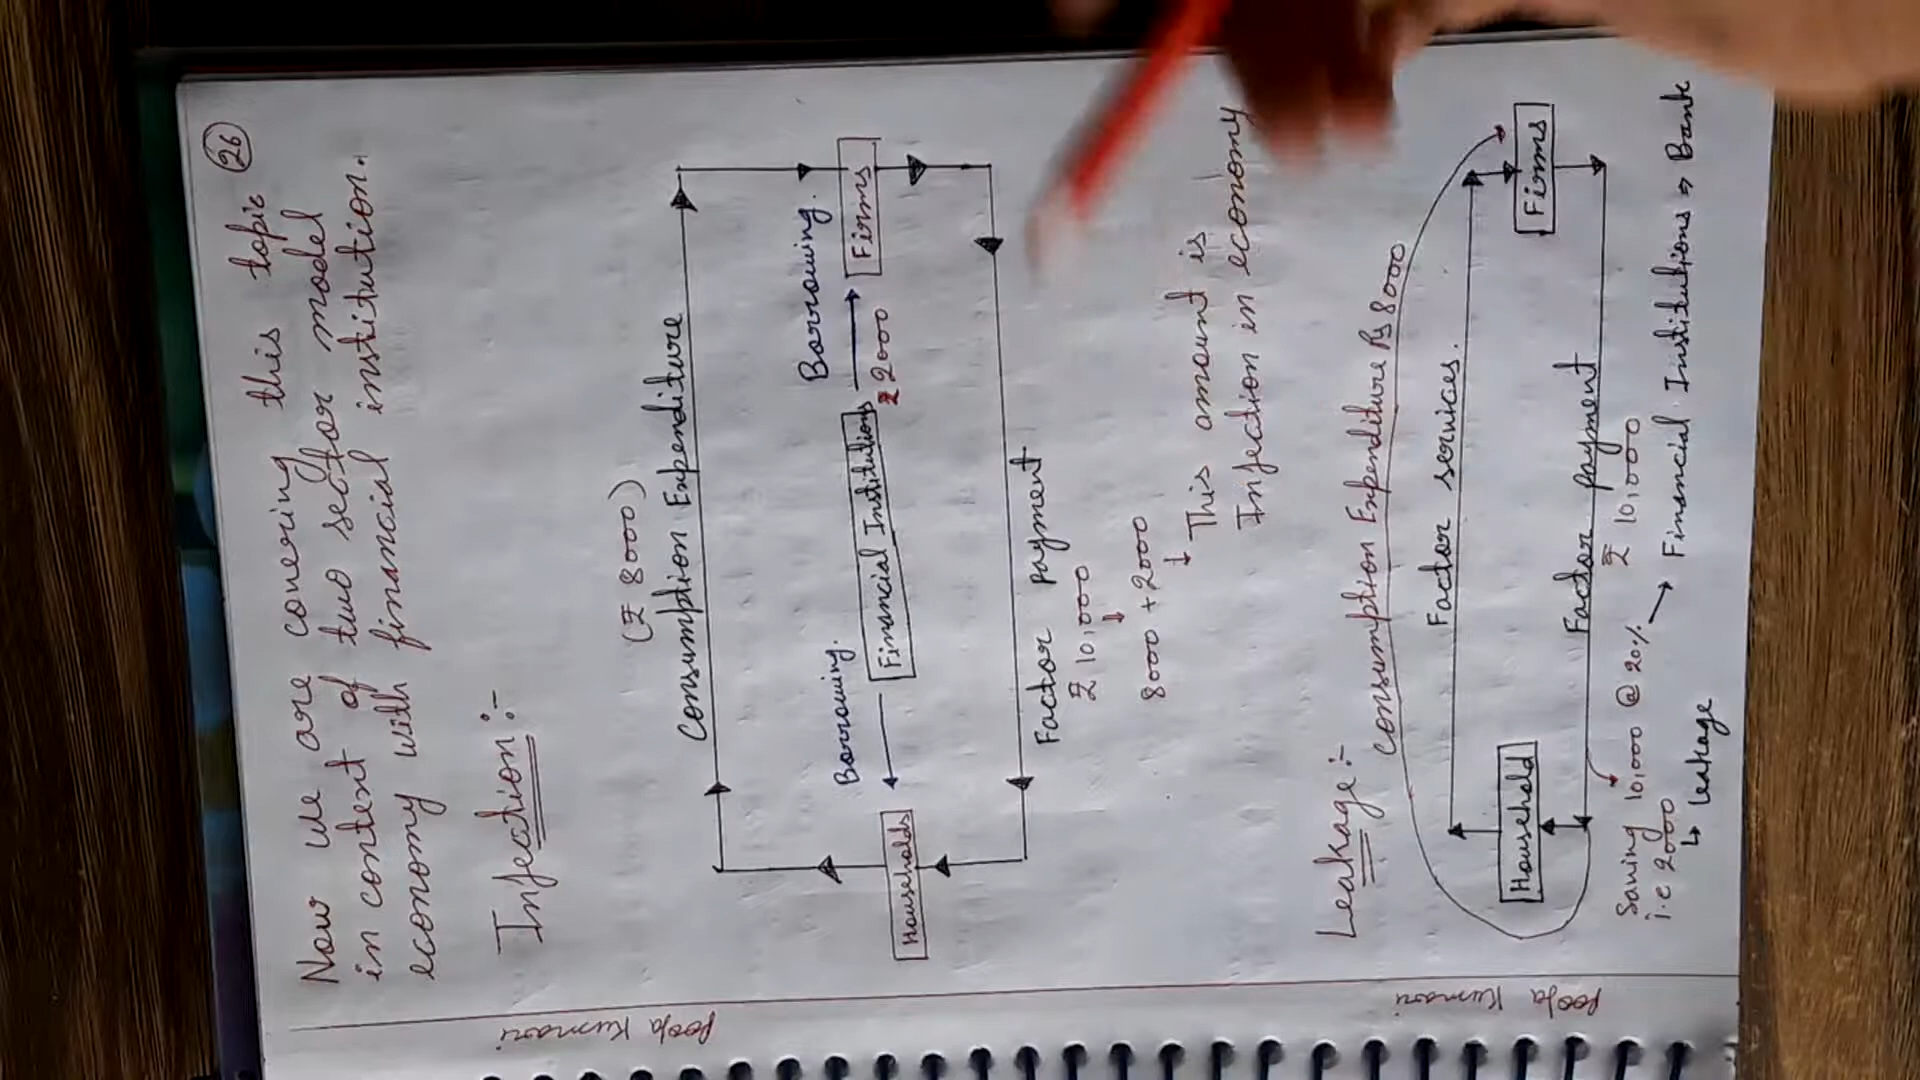 26
Now we are covering this topic
in content of two sector model
economy with financial institution.
Injection:-
(₹ 8000)
Consumption Expenditure
Borrowing.
Borrowing.
Households
Financial Institutions
Firms
₹ 2000
Factor payment
₹ 10,000
↓
8000 + 2000
↓
This amount is
Injection in economy
Leakage:-
Consumption Expenditure Rs 8000
Factor services.
Household
Firms
Factor payment
₹ 10,000
Saving 10,000 @ 20% → Financial Institutions ⇒ Bank
i.e 2000
↳ leakage
Pooja Kumari
Pooja Kumari